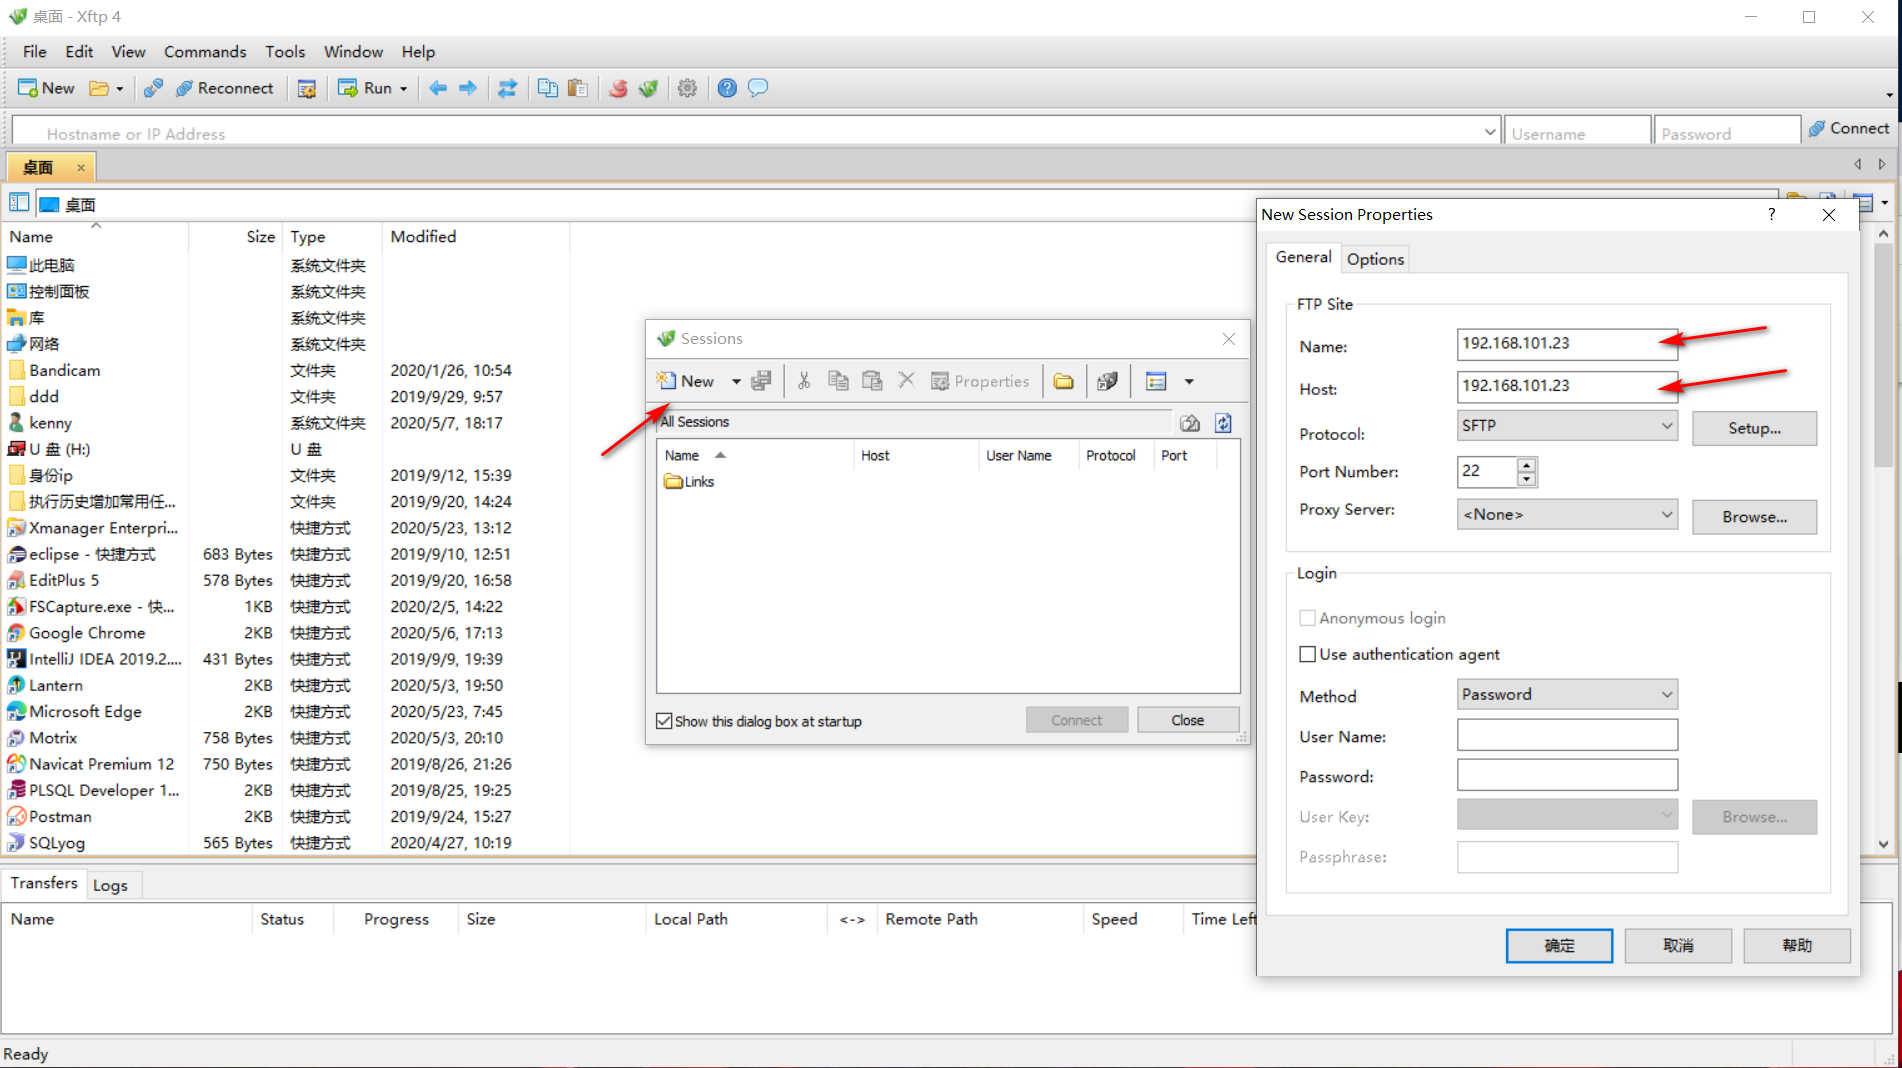 桌面 - Xftp 4
File Edit View Commands Tools Window Help
New Reconnect Run
Hostname or IP Address Username Password Connect
桌面
桌面
Name Size Type Modified
此电脑 系统文件夹
控制面板 系统文件夹
库 系统文件夹
网络 系统文件夹
Bandicam 文件夹 2020/1/26, 10:54
ddd 文件夹 2019/9/29, 9:57
kenny 系统文件夹 2020/5/7, 18:17
U 盘 (H:) U 盘
身份ip 文件夹 2019/9/12, 15:39
执行历史增加常用任... 文件夹 2019/9/20, 14:24
Xmanager Enterpri... 快捷方式 2020/5/23, 13:12
eclipse - 快捷方式 683 Bytes 快捷方式 2019/9/10, 12:51
EditPlus 5 578 Bytes 快捷方式 2019/9/20, 16:58
FSCapture.exe - 快... 1KB 快捷方式 2020/2/5, 14:22
Google Chrome 2KB 快捷方式 2020/5/6, 17:13
IntelliJ IDEA 2019.2.... 431 Bytes 快捷方式 2019/9/9, 19:39
Lantern 2KB 快捷方式 2020/5/3, 19:50
Microsoft Edge 2KB 快捷方式 2020/5/23, 7:45
Motrix 758 Bytes 快捷方式 2020/5/3, 20:10
Navicat Premium 12 750 Bytes 快捷方式 2019/8/26, 21:26
PLSQL Developer 1... 2KB 快捷方式 2019/8/25, 19:25
Postman 2KB 快捷方式 2019/9/24, 15:27
SQLyog 565 Bytes 快捷方式 2020/4/27, 10:19
Sessions
New Properties
All Sessions
Name Host User Name Protocol Port
Links
Show this dialog box at startup Connect Close
New Session Properties ?
General Options
FTP Site
Name: 192.168.101.23
Host: 192.168.101.23
Protocol: SFTP Setup...
Port Number: 22
Proxy Server: <None> Browse...
Login
Anonymous login
Use authentication agent
Method Password
User Name:
Password:
User Key: Browse...
Passphrase:
确定 取消 帮助
Transfers Logs
Name Status Progress Size Local Path <-> Remote Path Speed Time Left
Ready